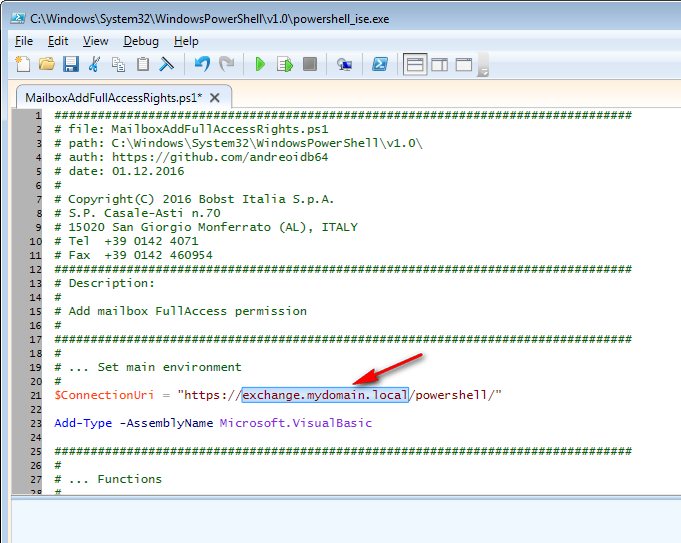 C:\Windows\System32\WindowsPowerShell\v1.0\powershell_ise.exe
File Edit View Debug Help
MailboxAddFullAccessRights.ps1*
1 ################################################################################
2 # file: MailboxAddFullAccessRights.ps1
3 # path: C:\Windows\System32\WindowsPowerShell\v1.0\
4 # auth: https://github.com/andreoidb64
5 # date: 01.12.2016
6 #
7 # Copyright(C) 2016 Bobst Italia S.p.A.
8 # S.P. Casale-Asti n.70
9 # 15020 San Giorgio Monferrato (AL), ITALY
10 # Tel  +39 0142 4071
11 # Fax  +39 0142 460954
12 ################################################################################
13 # Description:
14 #
15 # Add mailbox FullAccess permission
16 #
17 ################################################################################
18 #
19 # ... Set main environment
20 #
21 $ConnectionUri = "https://exchange.mydomain.local/powershell/"
22
23 Add-Type -AssemblyName Microsoft.VisualBasic
24
25 ################################################################################
26 #
27 # ... Functions
28 #